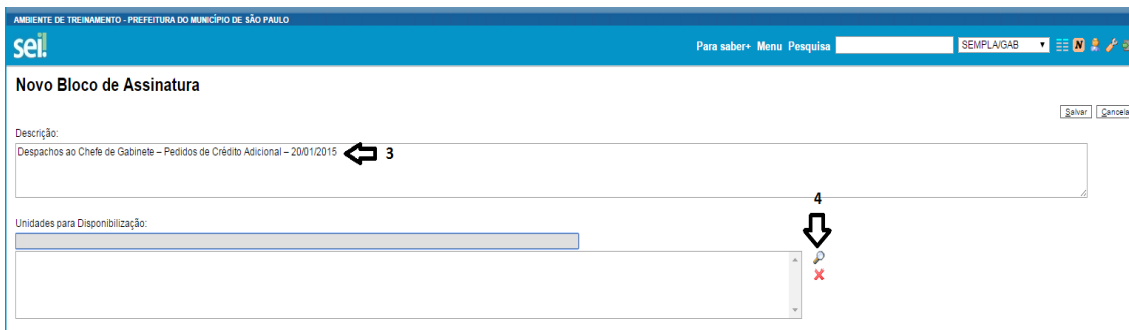 AMBIENTE DE TREINAMENTO - PREFEITURA DO MUNICÍPIO DE SÃO PAULO
sei! Para saber+ Menu Pesquisa SEMPLA/GAB N
Novo Bloco de Assinatura
Salvar Cancela
Descrição:
Despachos ao Chefe de Gabinete – Pedidos de Crédito Adicional – 20/01/2015 3
4
Unidades para Disponibilização: